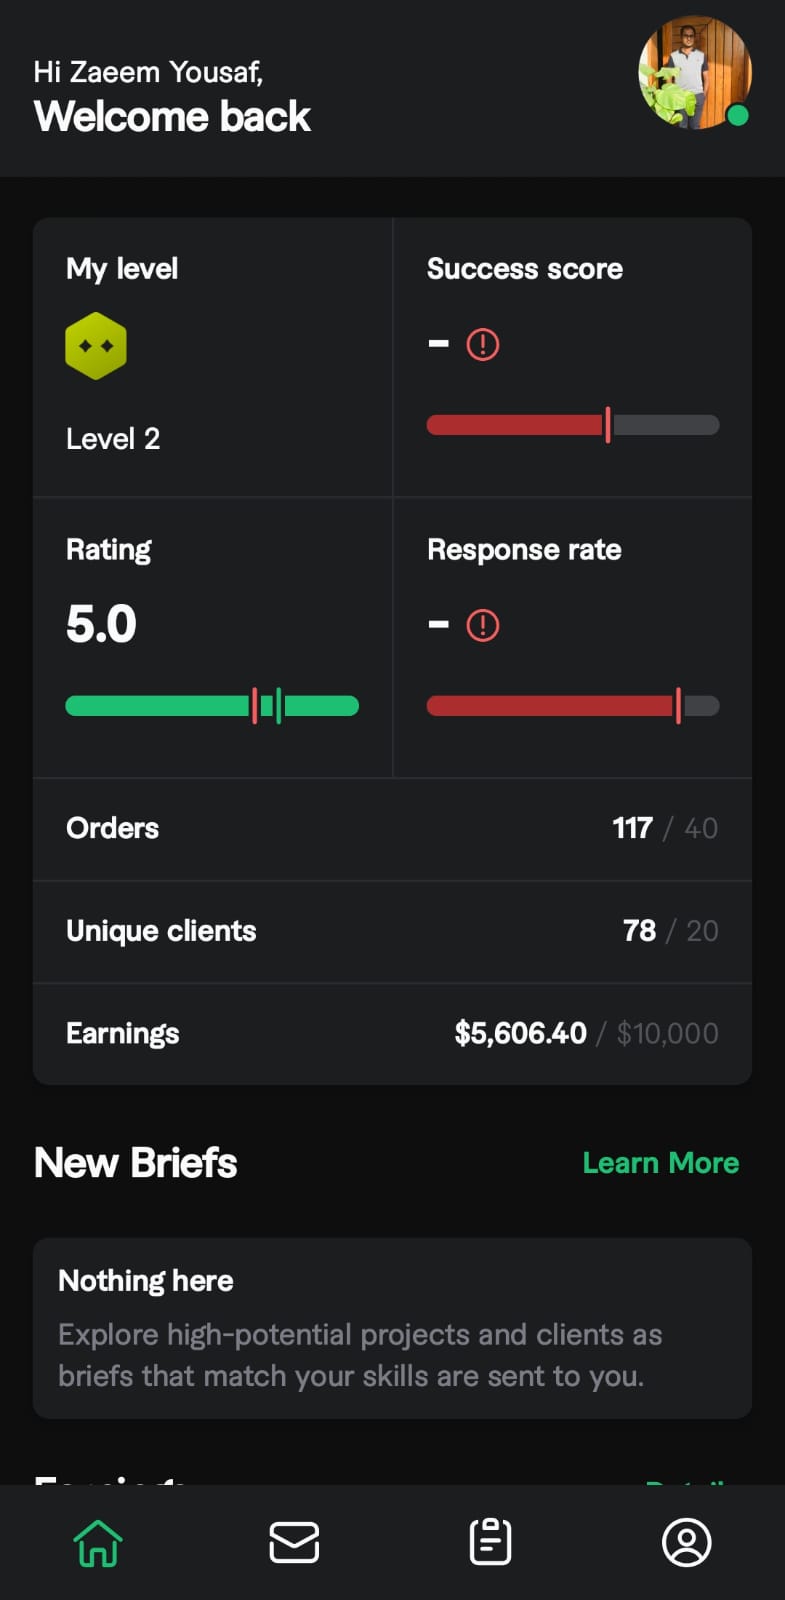 Hi Zaeem Yousaf,
Welcome back
My level
Level 2
Success score
-
Rating
5.0
Response rate
-
Orders
117 / 40
Unique clients
78 / 20
Earnings
$5,606.40 / $10,000
New Briefs
Learn More
Nothing here
Explore high-potential projects and clients as
briefs that match your skills are sent to you.